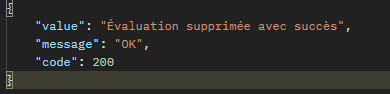 {
"value": "Évaluation supprimée avec succès",
"message": "OK",
"code": 200
}